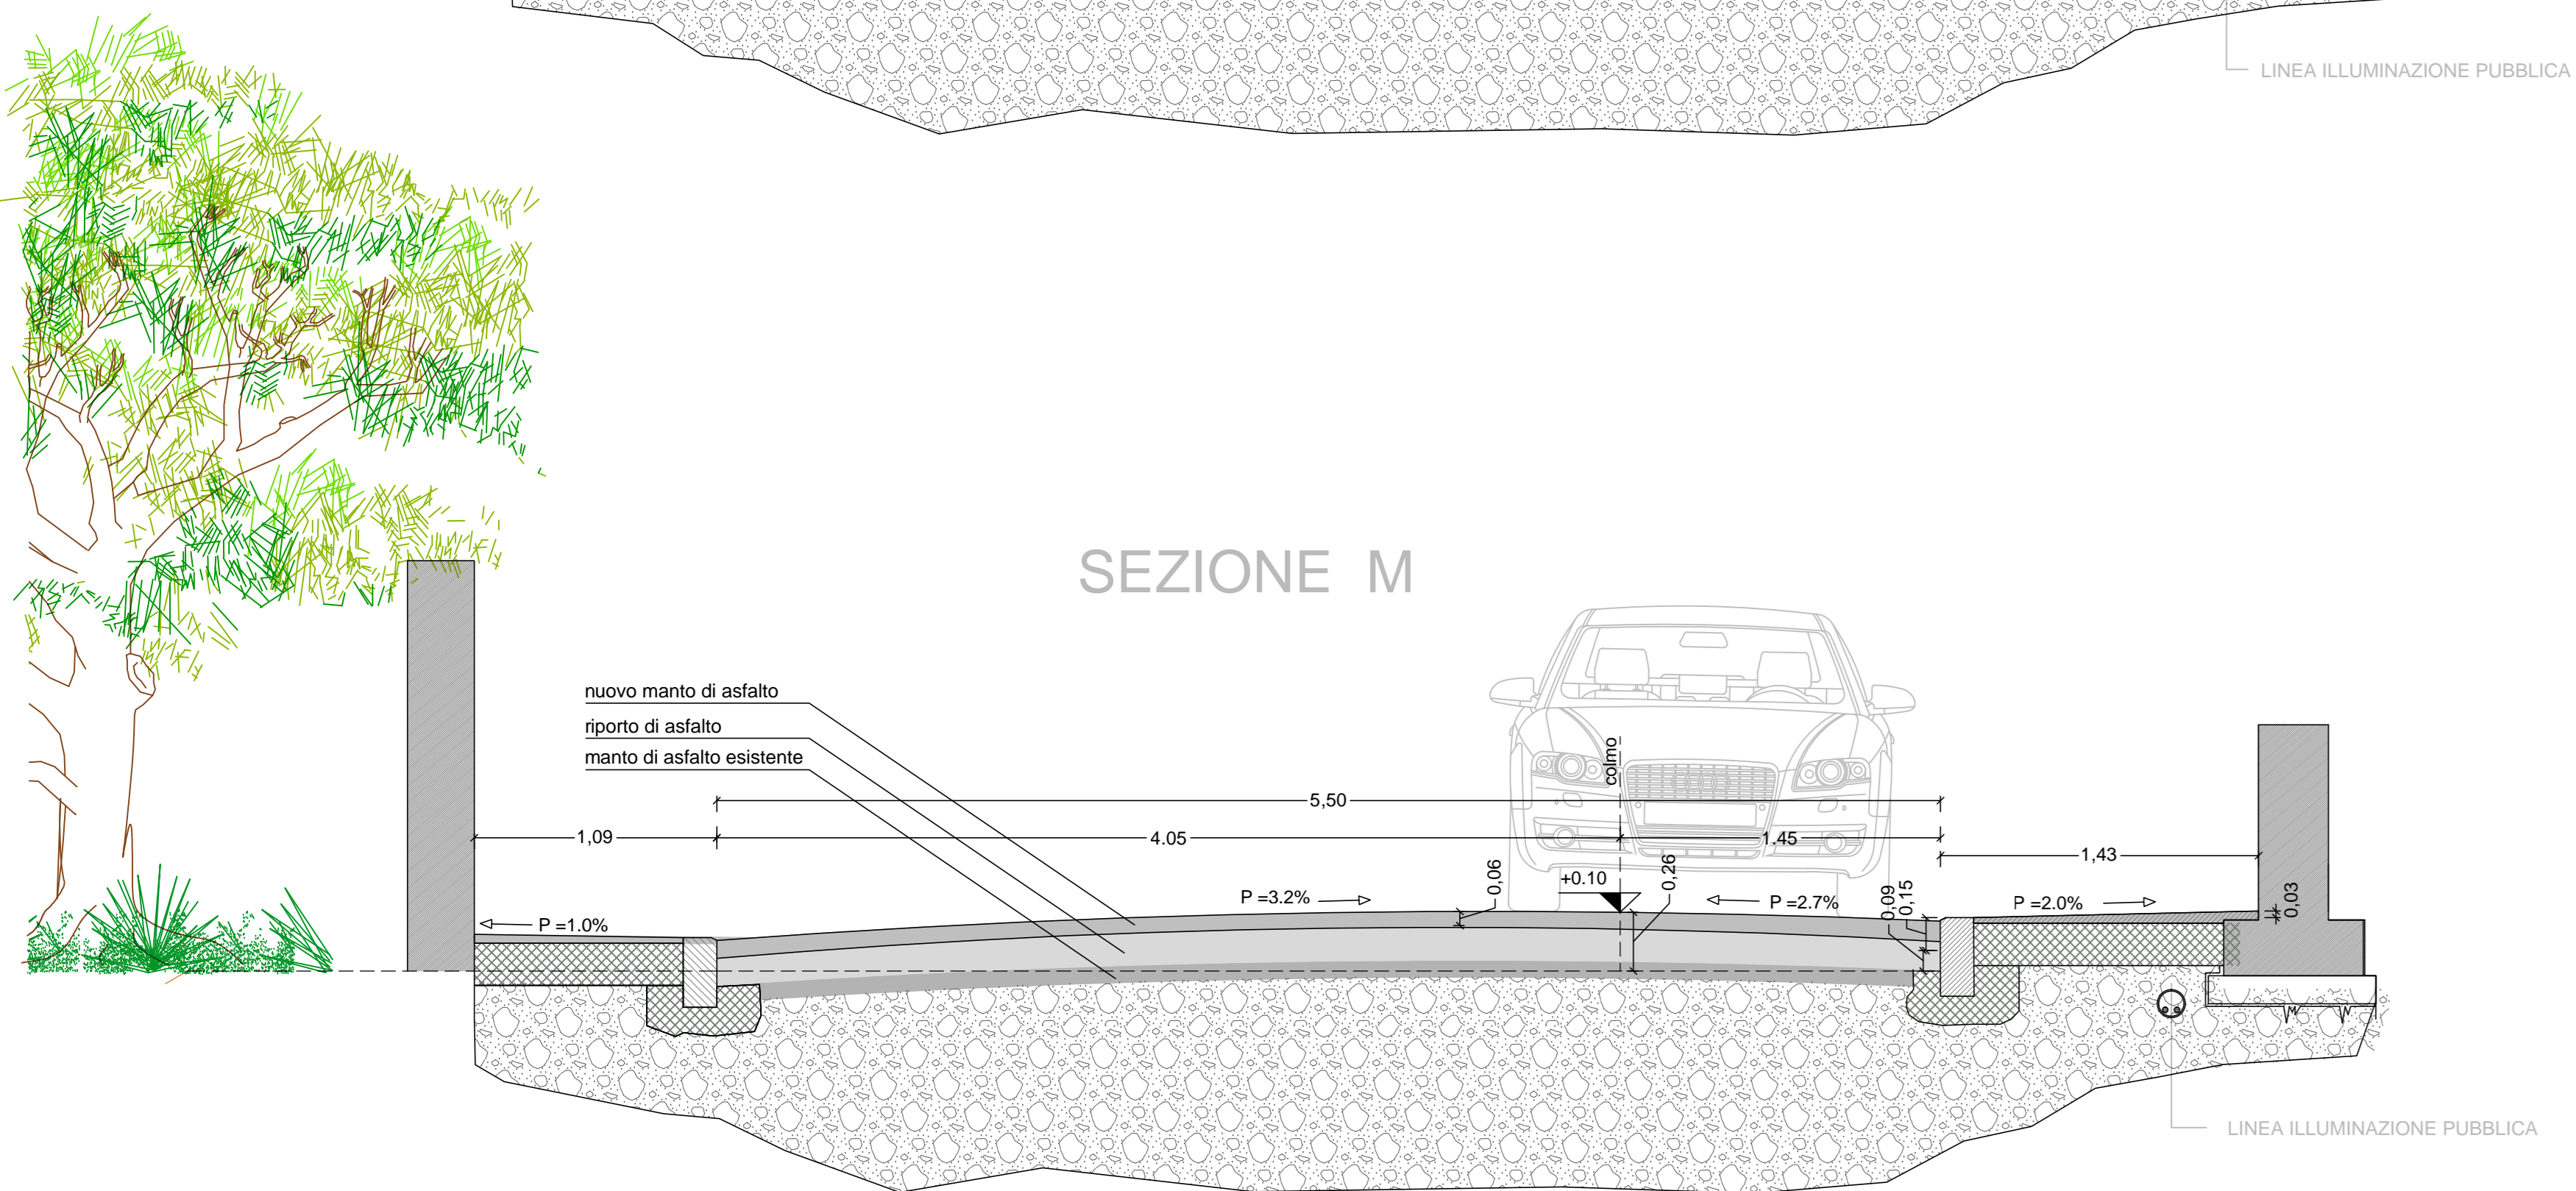 LINEA ILLUMINAZIONE PUBBLICA
SEZIONE M
nuovo manto di asfalto
riporto di asfalto
manto di asfalto esistente
colmo
5,50
1,09
4.05
1.45
1,43
0,06
+0.10
0,26
0,09
0,15
0,03
P =3.2%
P =2.7%
P =2.0%
P =1.0%
LINEA ILLUMINAZIONE PUBBLICA